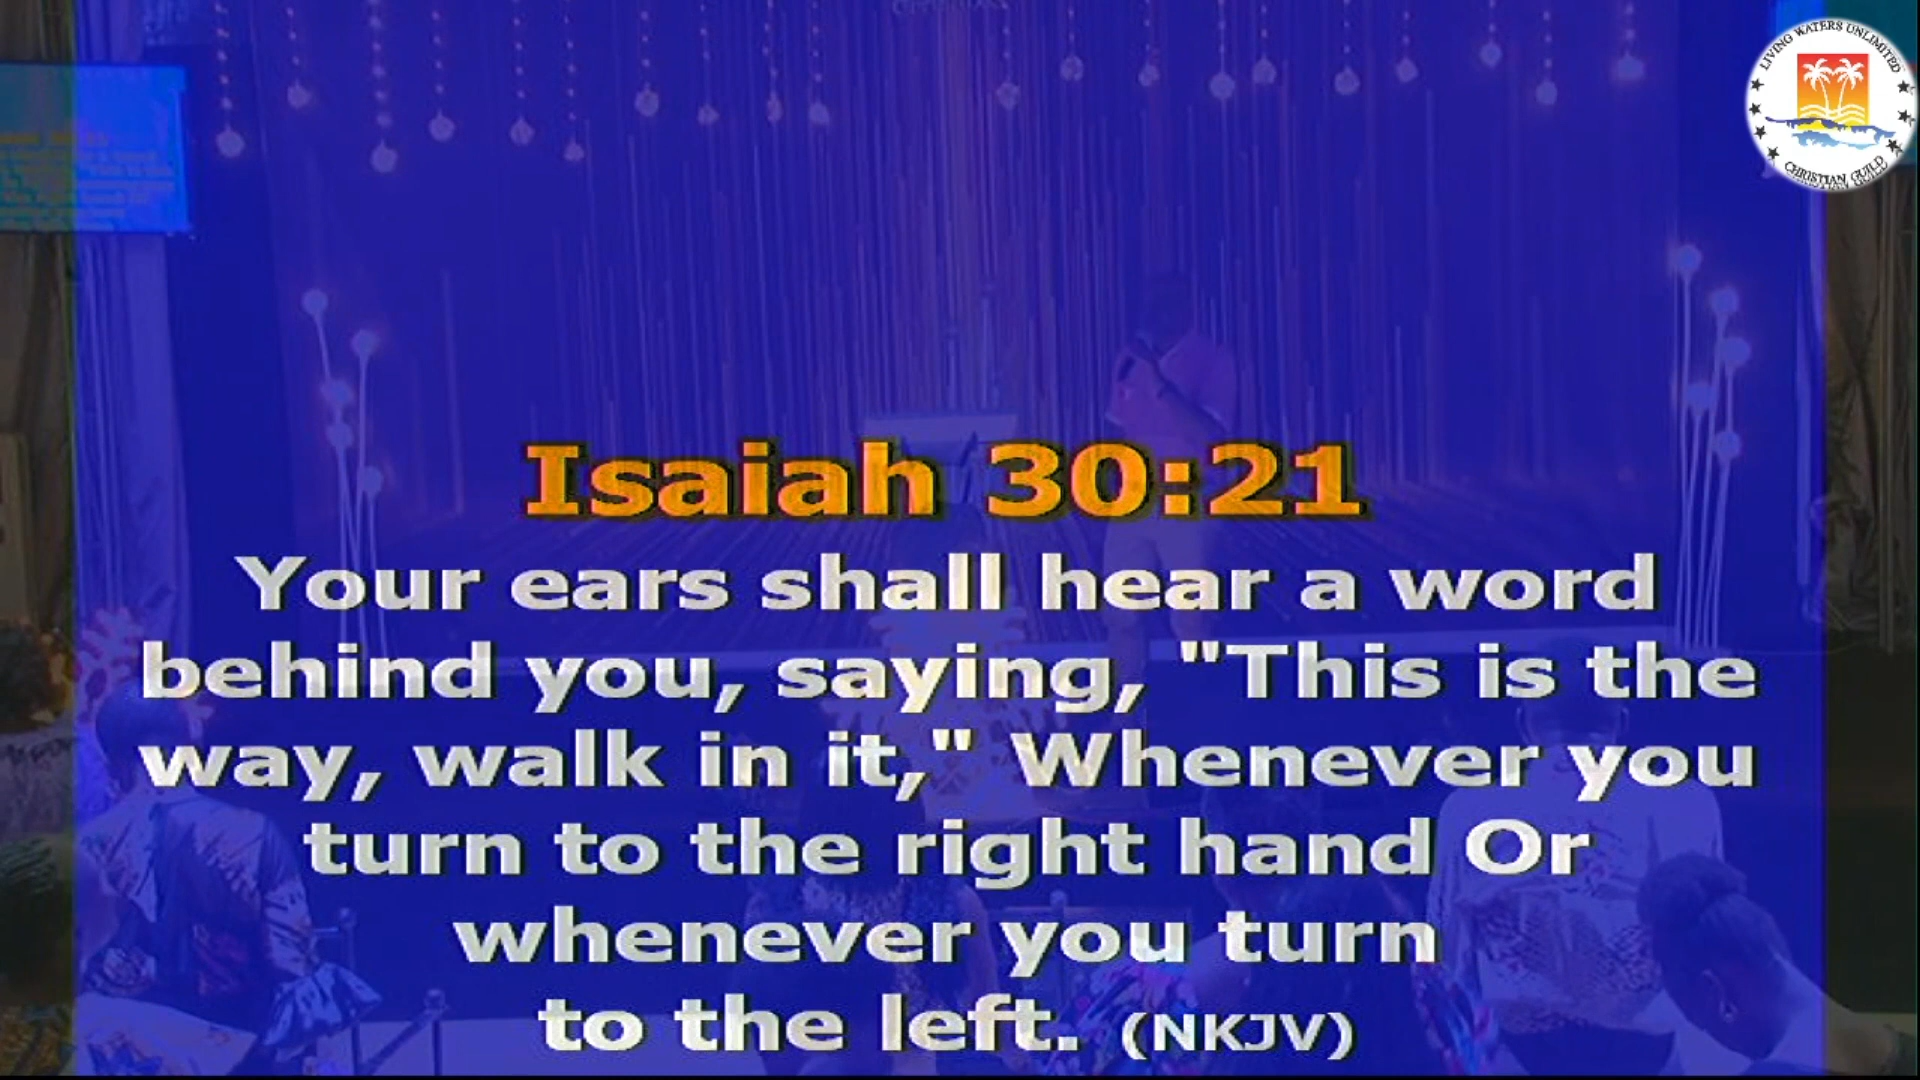 LIVING WATERS UNLIMITED
CHRISTIAN GUILD
Isaiah 30:21
Your ears shall hear a word
behind you, saying, "This is the
way, walk in it," Whenever you
turn to the right hand Or
whenever you turn
to the left. (NKJV)